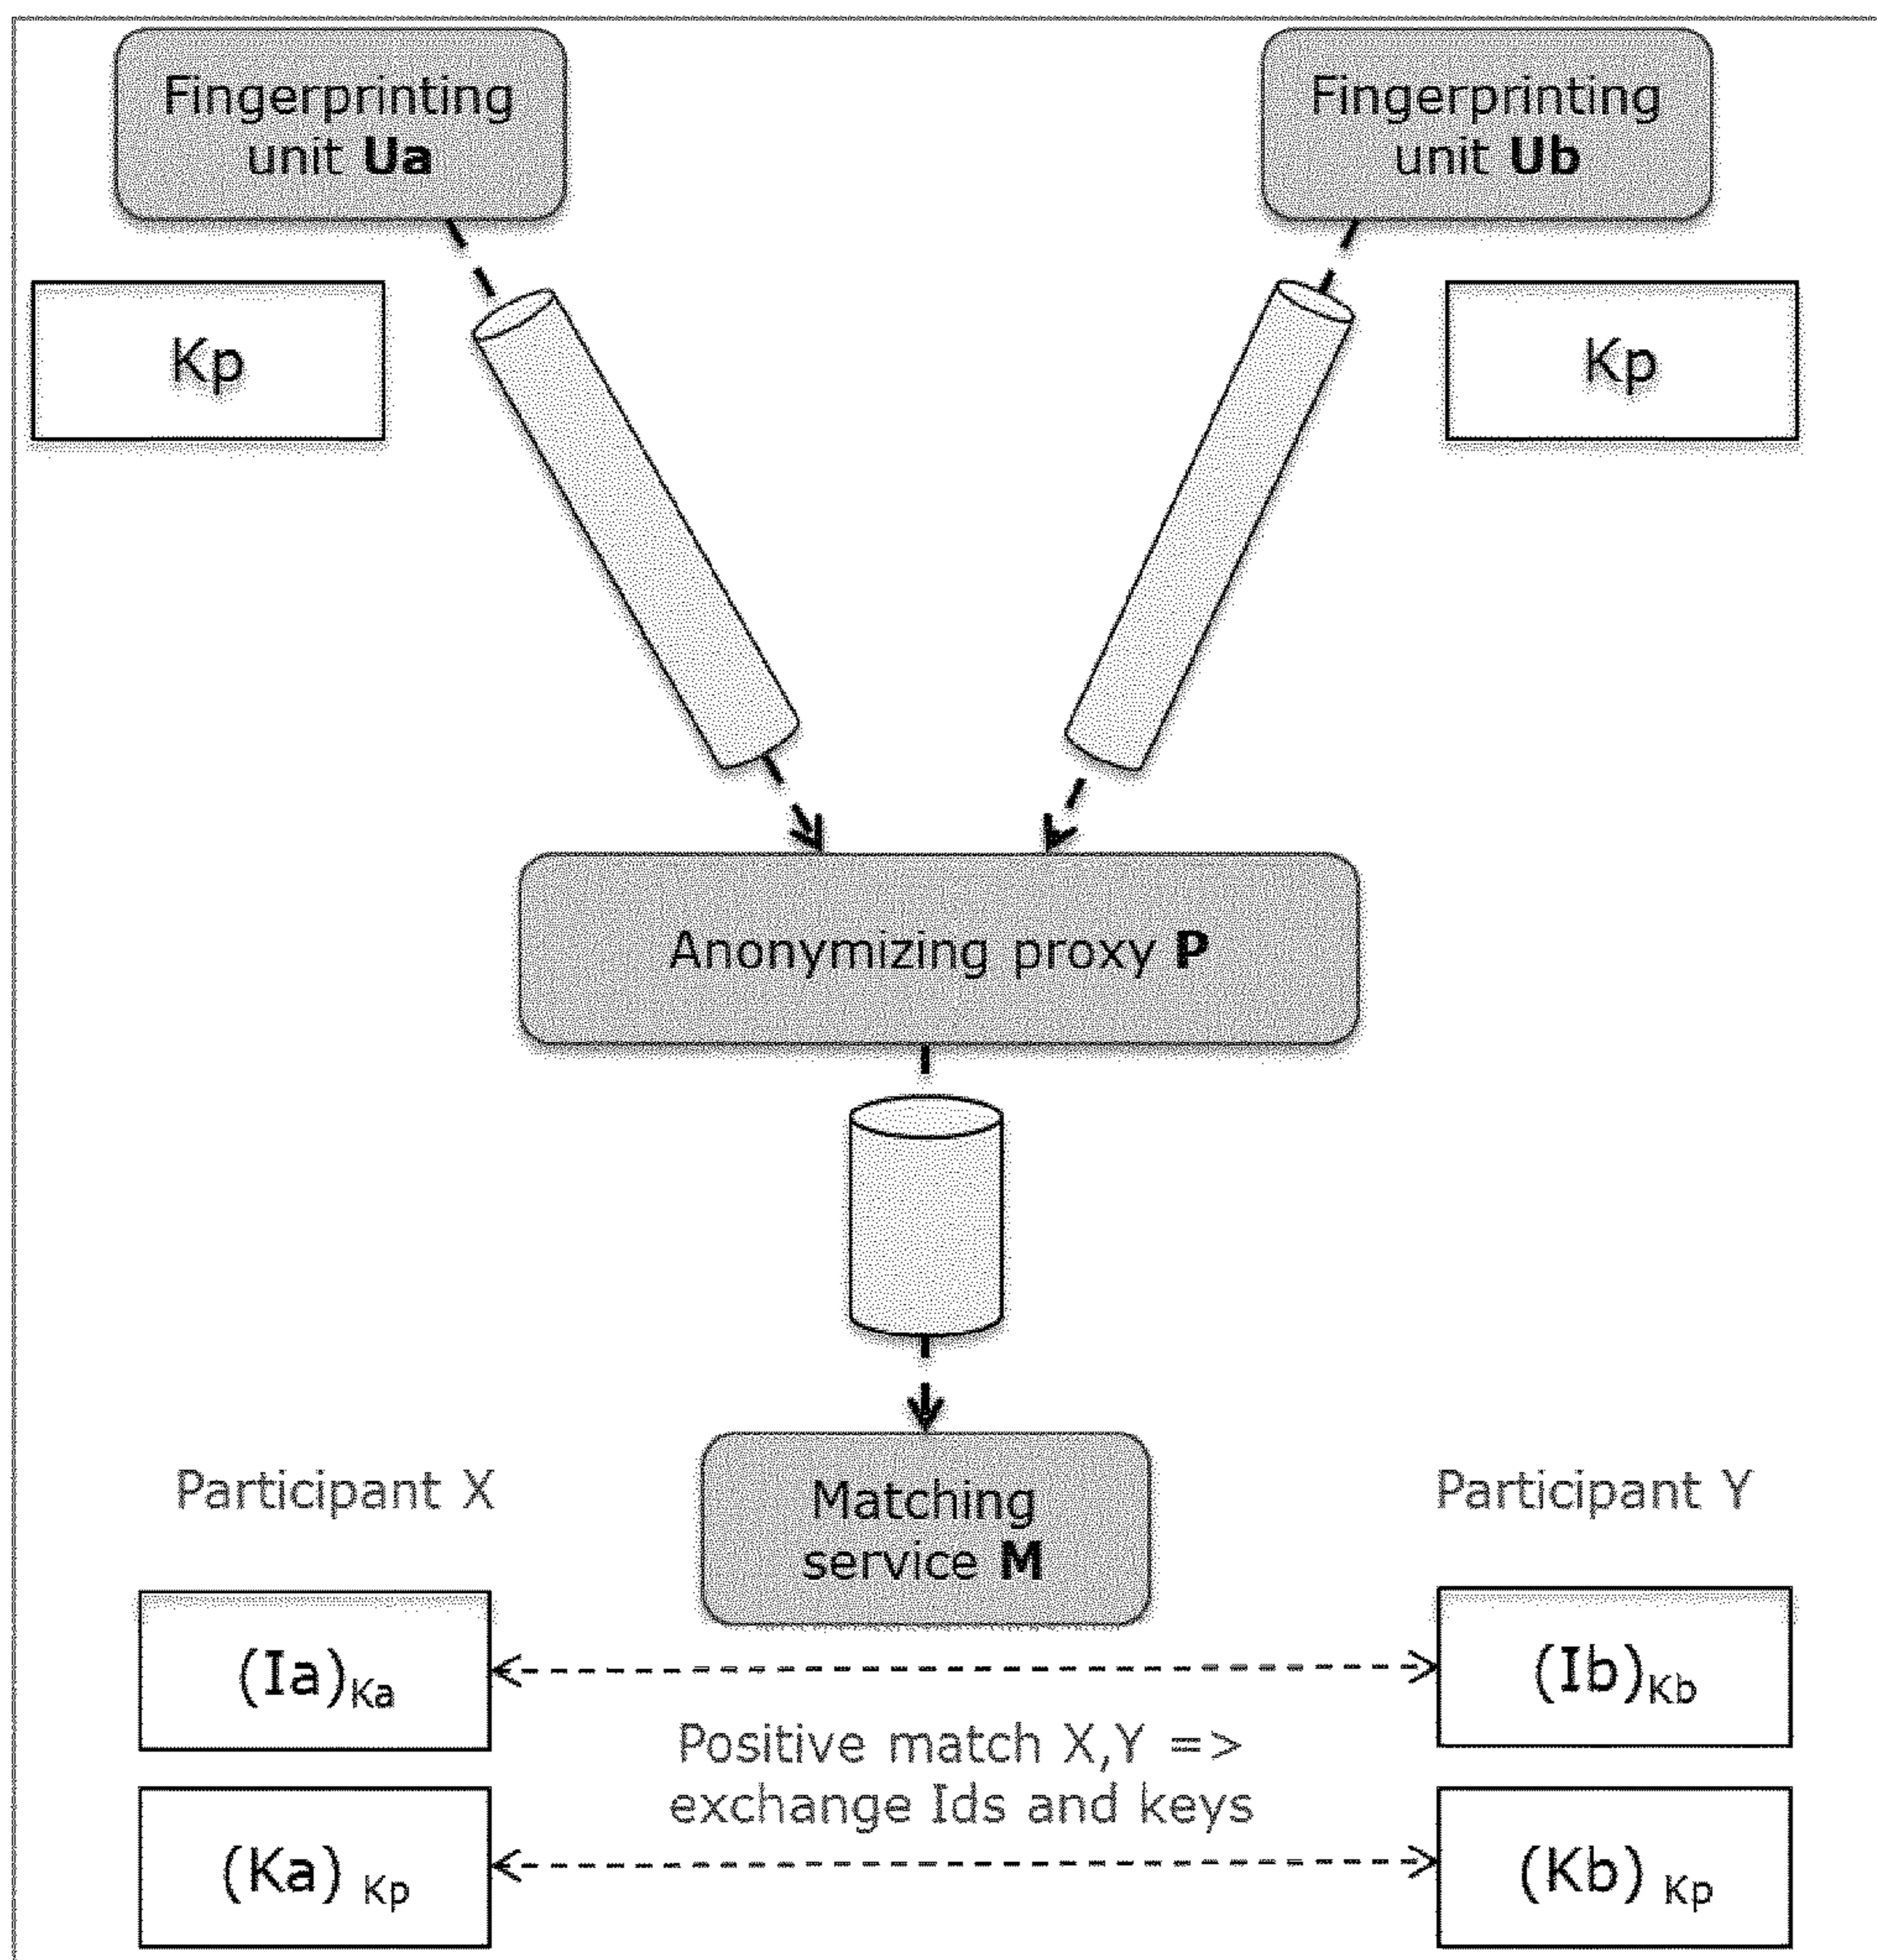 Fingerprinting
unit Ua
Fingerprinting
unit Ub
Kp
Kp
Anonymizing proxy P
Participant X
Matching
service M
Participant Y
(Ia)Ka
(Ib)Kb
Positive match X,Y =>
exchange Ids and keys
(Ka) Kp
(Kb) Kp